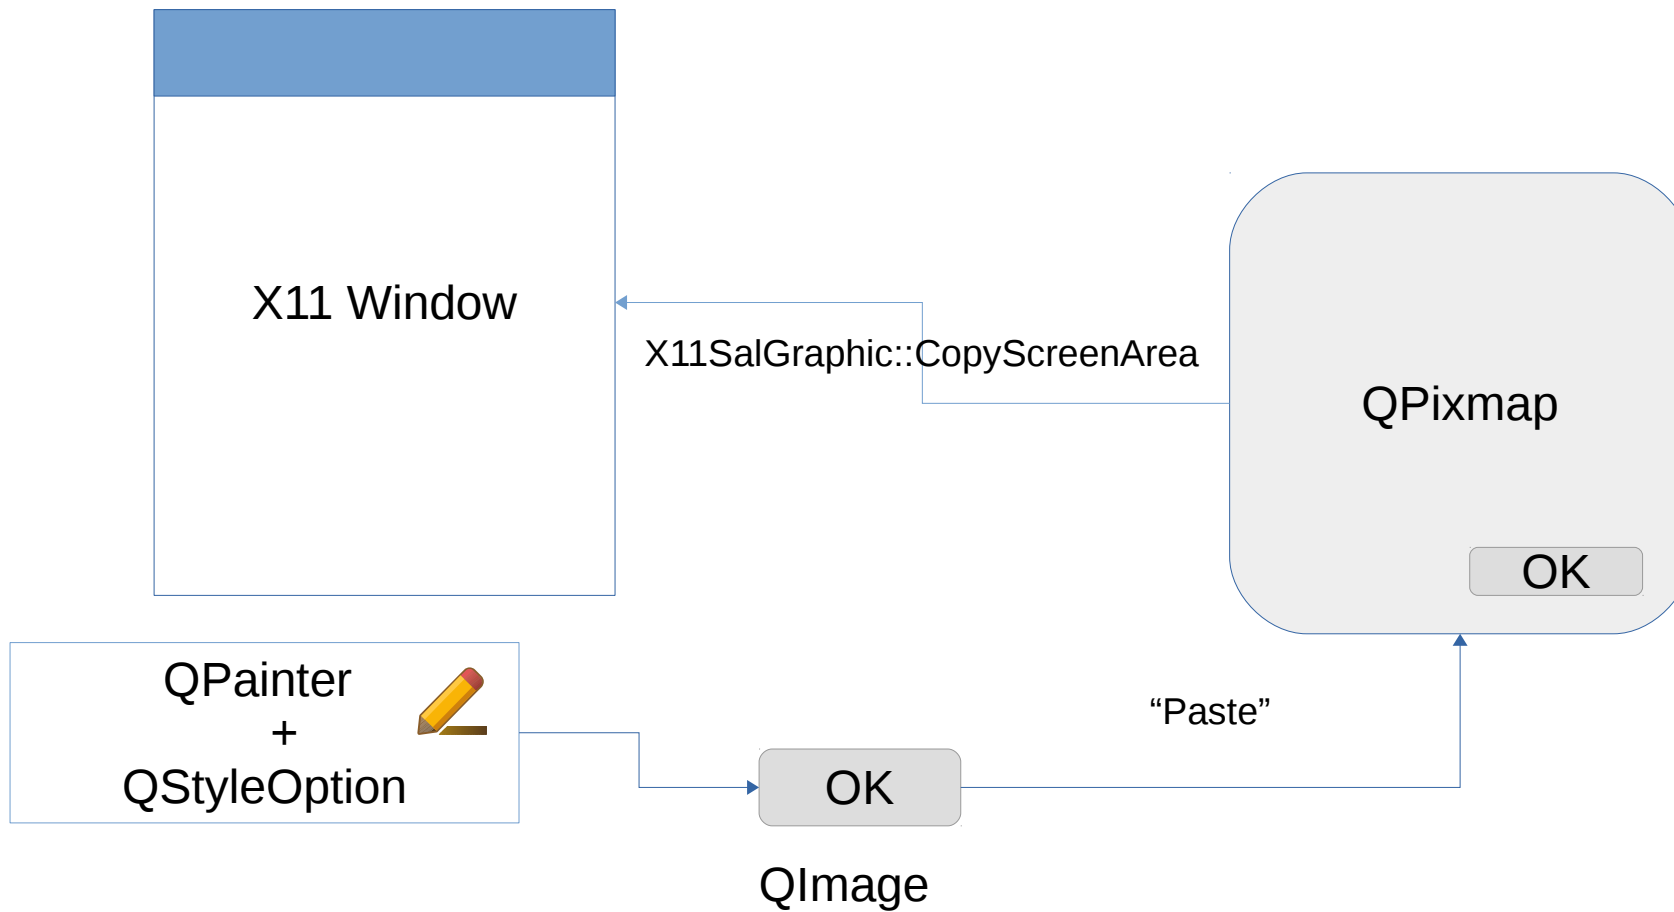 X11 Window
X11SalGraphic::CopyScreenArea
QPixmap
OK
QPainter
+
QStyleOption
“Paste”
OK
QImage